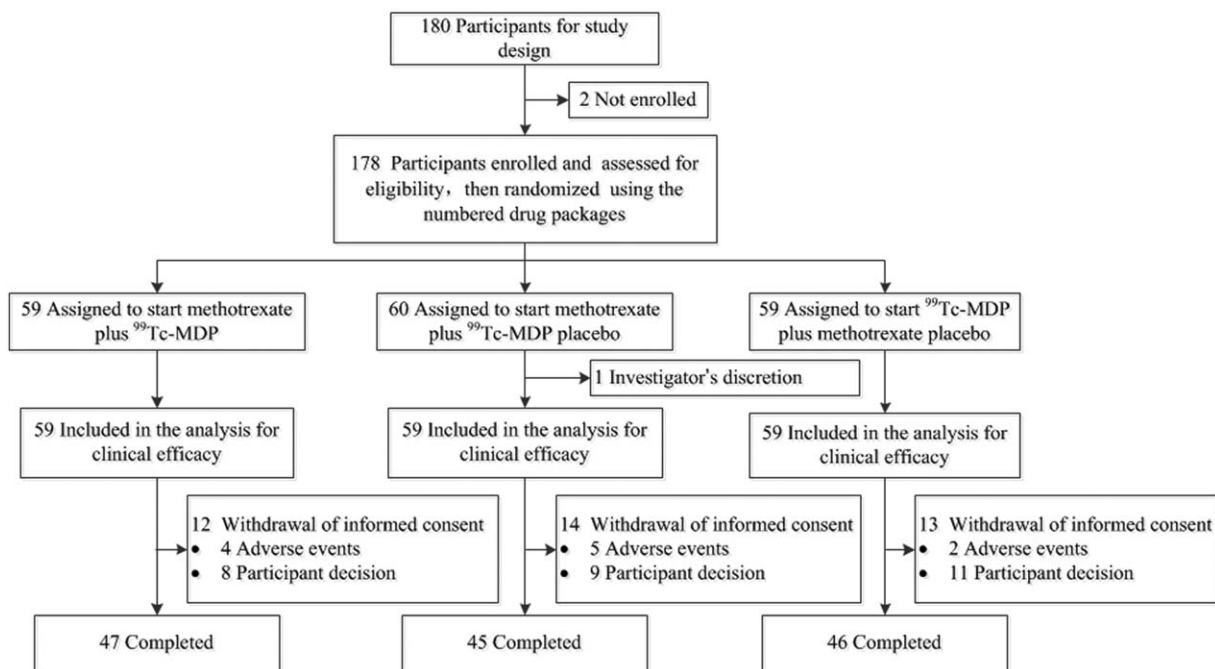 180 Participants for study
design
2 Not enrolled
178 Participants enrolled and assessed for
eligibility，then randomized using the
numbered drug packages
59 Assigned to start methotrexate
plus ⁹⁹Tc-MDP
60 Assigned to start methotrexate
plus ⁹⁹Tc-MDP placebo
59 Assigned to start ⁹⁹Tc-MDP
plus methotrexate placebo
1 Investigator's discretion
59 Included in the analysis for
clinical efficacy
59 Included in the analysis for
clinical efficacy
59 Included in the analysis for
clinical efficacy
12 Withdrawal of informed consent
• 4 Adverse events
• 8 Participant decision
14 Withdrawal of informed consent
• 5 Adverse events
• 9 Participant decision
13 Withdrawal of informed consent
• 2 Adverse events
• 11 Participant decision
47 Completed
45 Completed
46 Completed